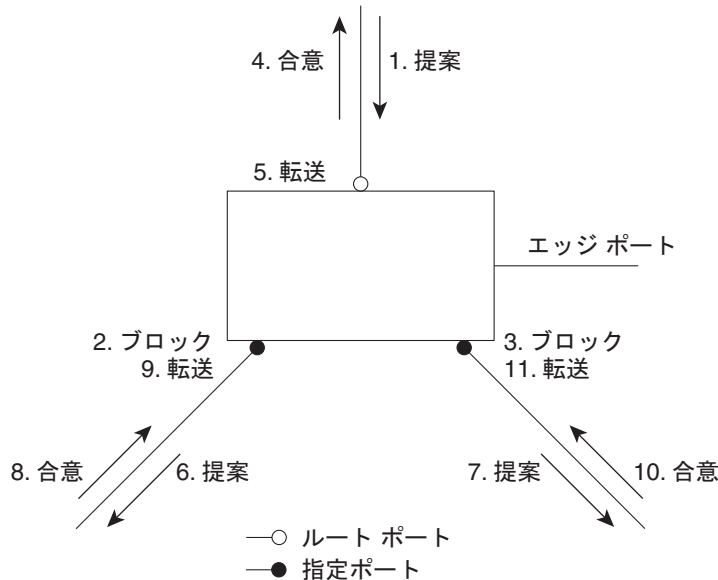 4. 合意
1. 提案
5. 転送
エッジ ポート
2. ブロック
9. 転送
3. ブロック
11. 転送
8. 合意
6. 提案
7. 提案
10. 合意
ルート ポート
指定ポート